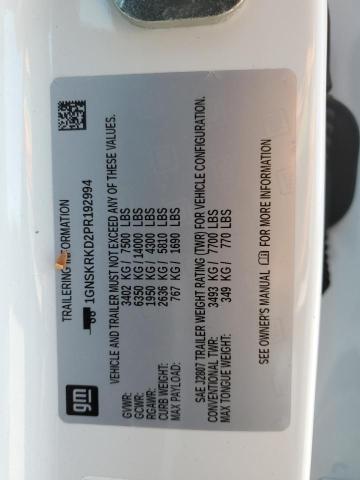 gm
TRAILERING INFORMATION
1GNSKRKD2PR192994
VEHICLE AND TRAILER MUST NOT EXCEED ANY OF THESE VALUES.
GVWR: 3402 KG / 7500 LBS
GCWR: 6350 KG / 14000 LBS
RGAWR: 1950 KG / 4300 LBS
CURB WEIGHT: 2636 KG / 5810 LBS
MAX PAYLOAD: 767 KG / 1690 LBS
SAE J2807 TRAILER WEIGHT RATING (TWR) FOR VEHICLE CONFIGURATION.
CONVENTIONAL TWR: 3493 KG / 7700 LBS
MAX TONGUE WEIGHT: 349 KG / 770 LBS
SEE OWNER'S MANUAL FOR MORE INFORMATION.